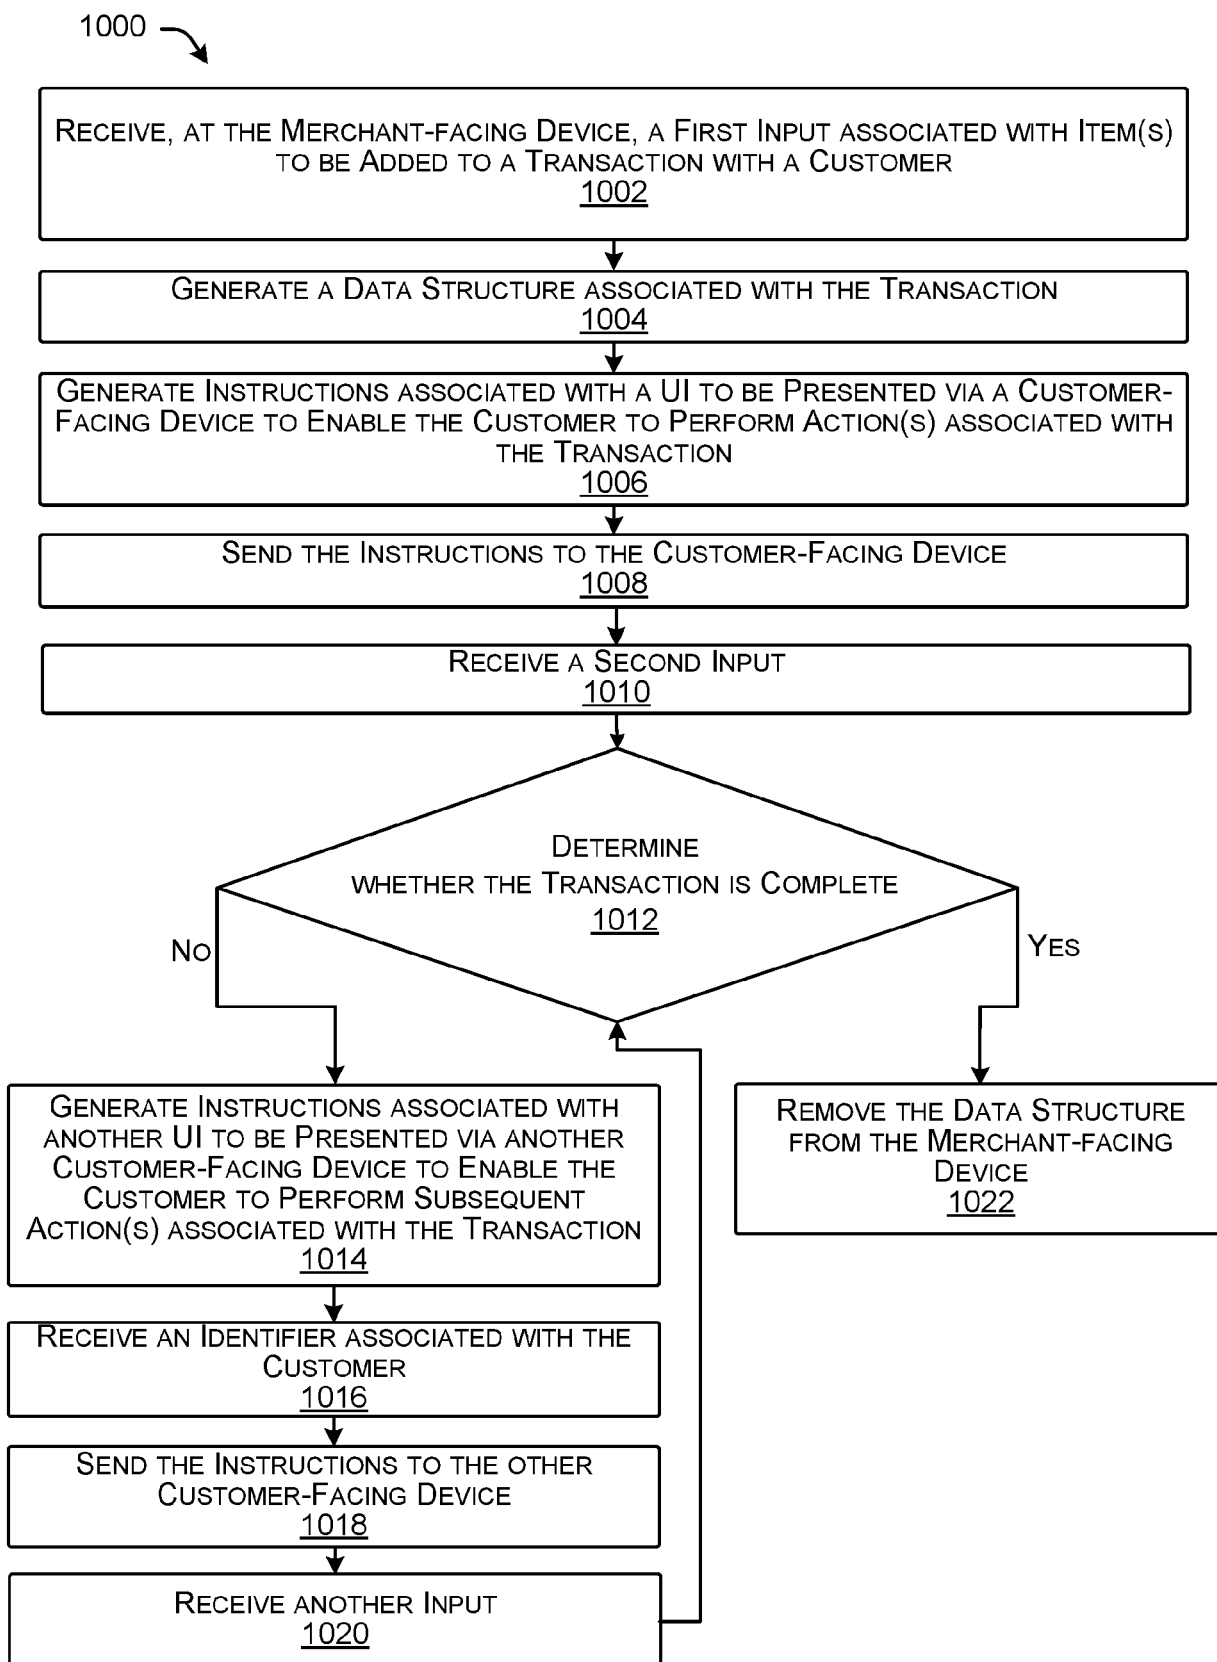 1000
RECEIVE, AT THE MERCHANT-FACING DEVICE, A FIRST INPUT ASSOCIATED WITH ITEM(S)
TO BE ADDED TO A TRANSACTION WITH A CUSTOMER
1002
GENERATE A DATA STRUCTURE ASSOCIATED WITH THE TRANSACTION
1004
GENERATE INSTRUCTIONS ASSOCIATED WITH A UI TO BE PRESENTED VIA A CUSTOMER-
FACING DEVICE TO ENABLE THE CUSTOMER TO PERFORM ACTION(S) ASSOCIATED WITH
THE TRANSACTION
1006
SEND THE INSTRUCTIONS TO THE CUSTOMER-FACING DEVICE
1008
RECEIVE A SECOND INPUT
1010
DETERMINE
WHETHER THE TRANSACTION IS COMPLETE
1012
NO
YES
GENERATE INSTRUCTIONS ASSOCIATED WITH
ANOTHER UI TO BE PRESENTED VIA ANOTHER
CUSTOMER-FACING DEVICE TO ENABLE THE
CUSTOMER TO PERFORM SUBSEQUENT
ACTION(S) ASSOCIATED WITH THE TRANSACTION
1014
REMOVE THE DATA STRUCTURE
FROM THE MERCHANT-FACING
DEVICE
1022
RECEIVE AN IDENTIFIER ASSOCIATED WITH THE
CUSTOMER
1016
SEND THE INSTRUCTIONS TO THE OTHER
CUSTOMER-FACING DEVICE
1018
RECEIVE ANOTHER INPUT
1020